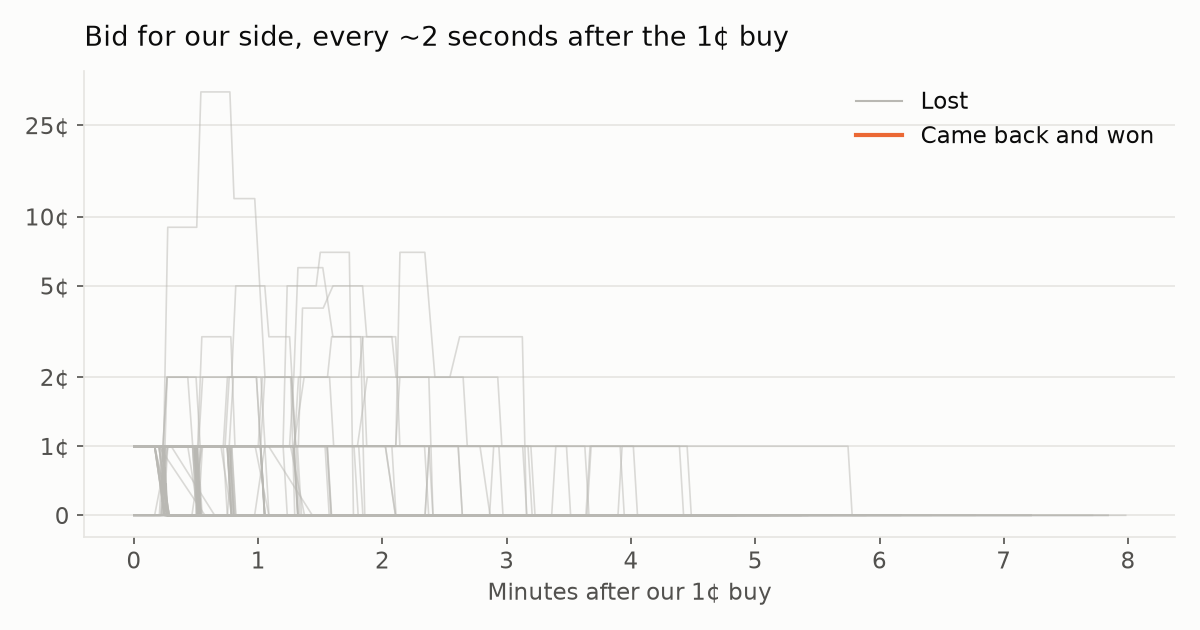 Bid for our side, every ~2 seconds after the 1¢ buy
Lost
Came back and won
25¢
10¢
5¢
2¢
1¢
0
0 1 2 3 4 5 6 7 8
Minutes after our 1¢ buy